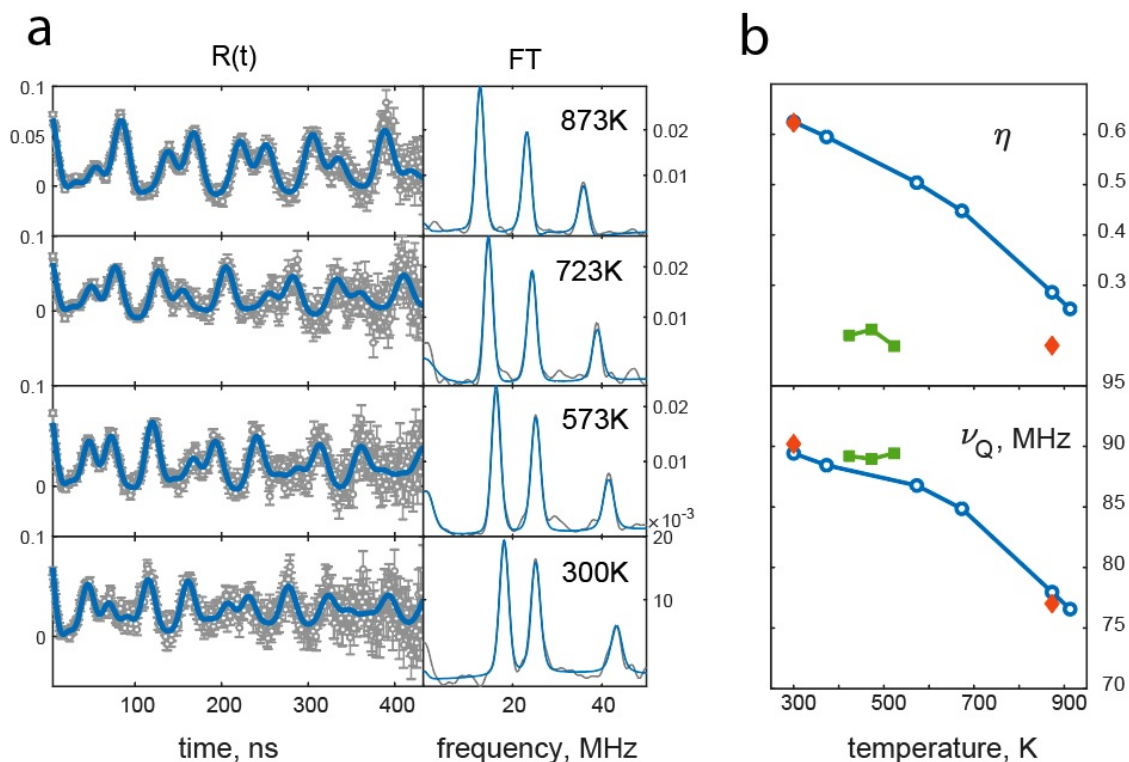 a
R(t)
FT
0.1
0.05
0
873K
0.02
0.01
0.1
0
723K
0.02
0.01
0.1
0
573K
0.02
0.01
×10⁻³
0.1
0
300K
20
10
100
200
300
400
20
40
time, ns
frequency, MHz
b
η
0.6
0.5
0.4
0.3
95
νQ, MHz
90
85
80
75
70
300
500
700
900
temperature, K